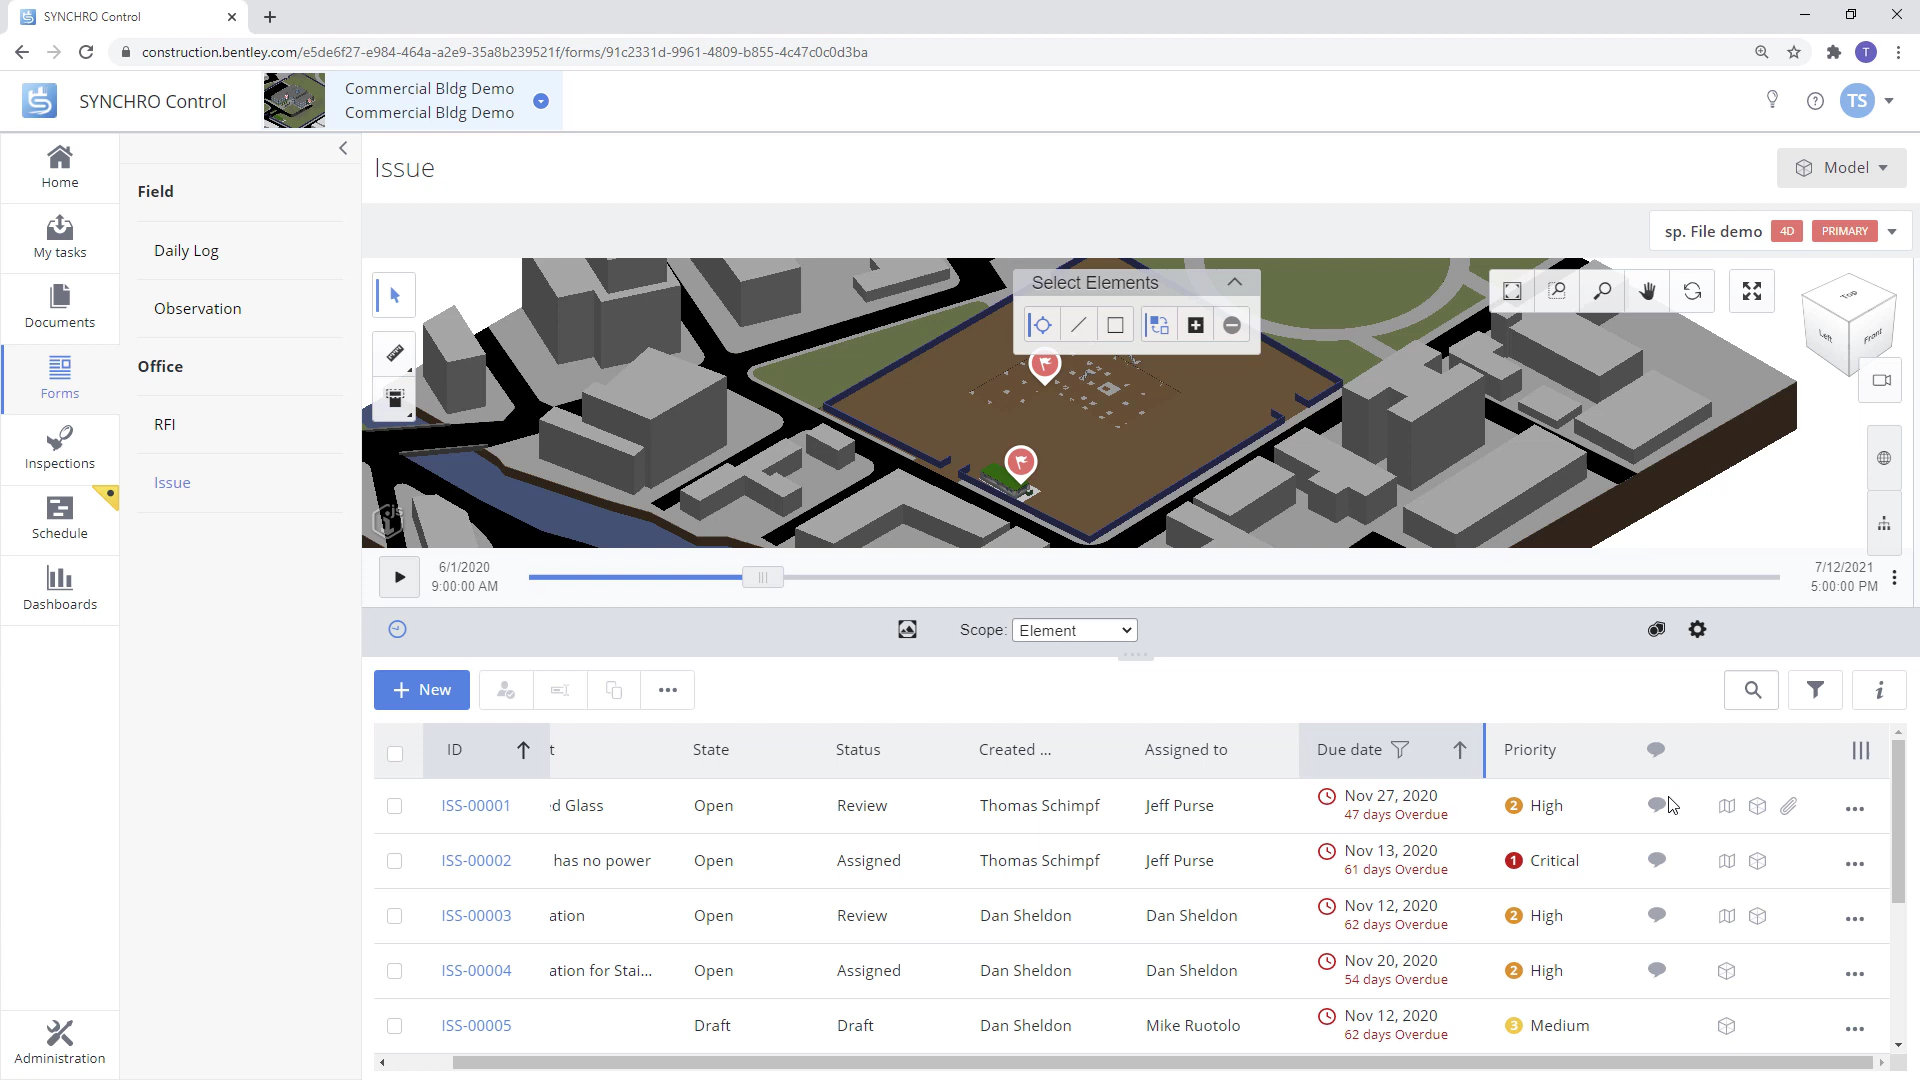 SYNCHRO Control
construction.bentley.com/e5de6f27-e984-464a-a2e9-35a8b239521f/forms/91c2331d-9961-4809-b855-4c47c0c0d3ba
T
SYNCHRO Control
Commercial Bldg Demo
Commercial Bldg Demo
TS
Home
My tasks
Documents
Forms
Inspections
Schedule
Dashboards
Administration
Field
Daily Log
Observation
Office
RFI
Issue
Issue
Model
sp. File demo 4D PRIMARY
Select Elements
Top
Left Front
js
6/1/2020
9:00:00 AM
7/12/2021
5:00:00 PM
Scope: Element
+ New
ID t State Status Created ... Assigned to Due date Priority
ISS-00001 d Glass Open Review Thomas Schimpf Jeff Purse Nov 27, 2020 2 High
47 days Overdue
ISS-00002 has no power Open Assigned Thomas Schimpf Jeff Purse Nov 13, 2020 1 Critical
61 days Overdue
ISS-00003 ation Open Review Dan Sheldon Dan Sheldon Nov 12, 2020 2 High
62 days Overdue
ISS-00004 ation for Stai... Open Assigned Dan Sheldon Dan Sheldon Nov 20, 2020 2 High
54 days Overdue
ISS-00005 Draft Draft Dan Sheldon Mike Ruotolo Nov 12, 2020 3 Medium
62 days Overdue